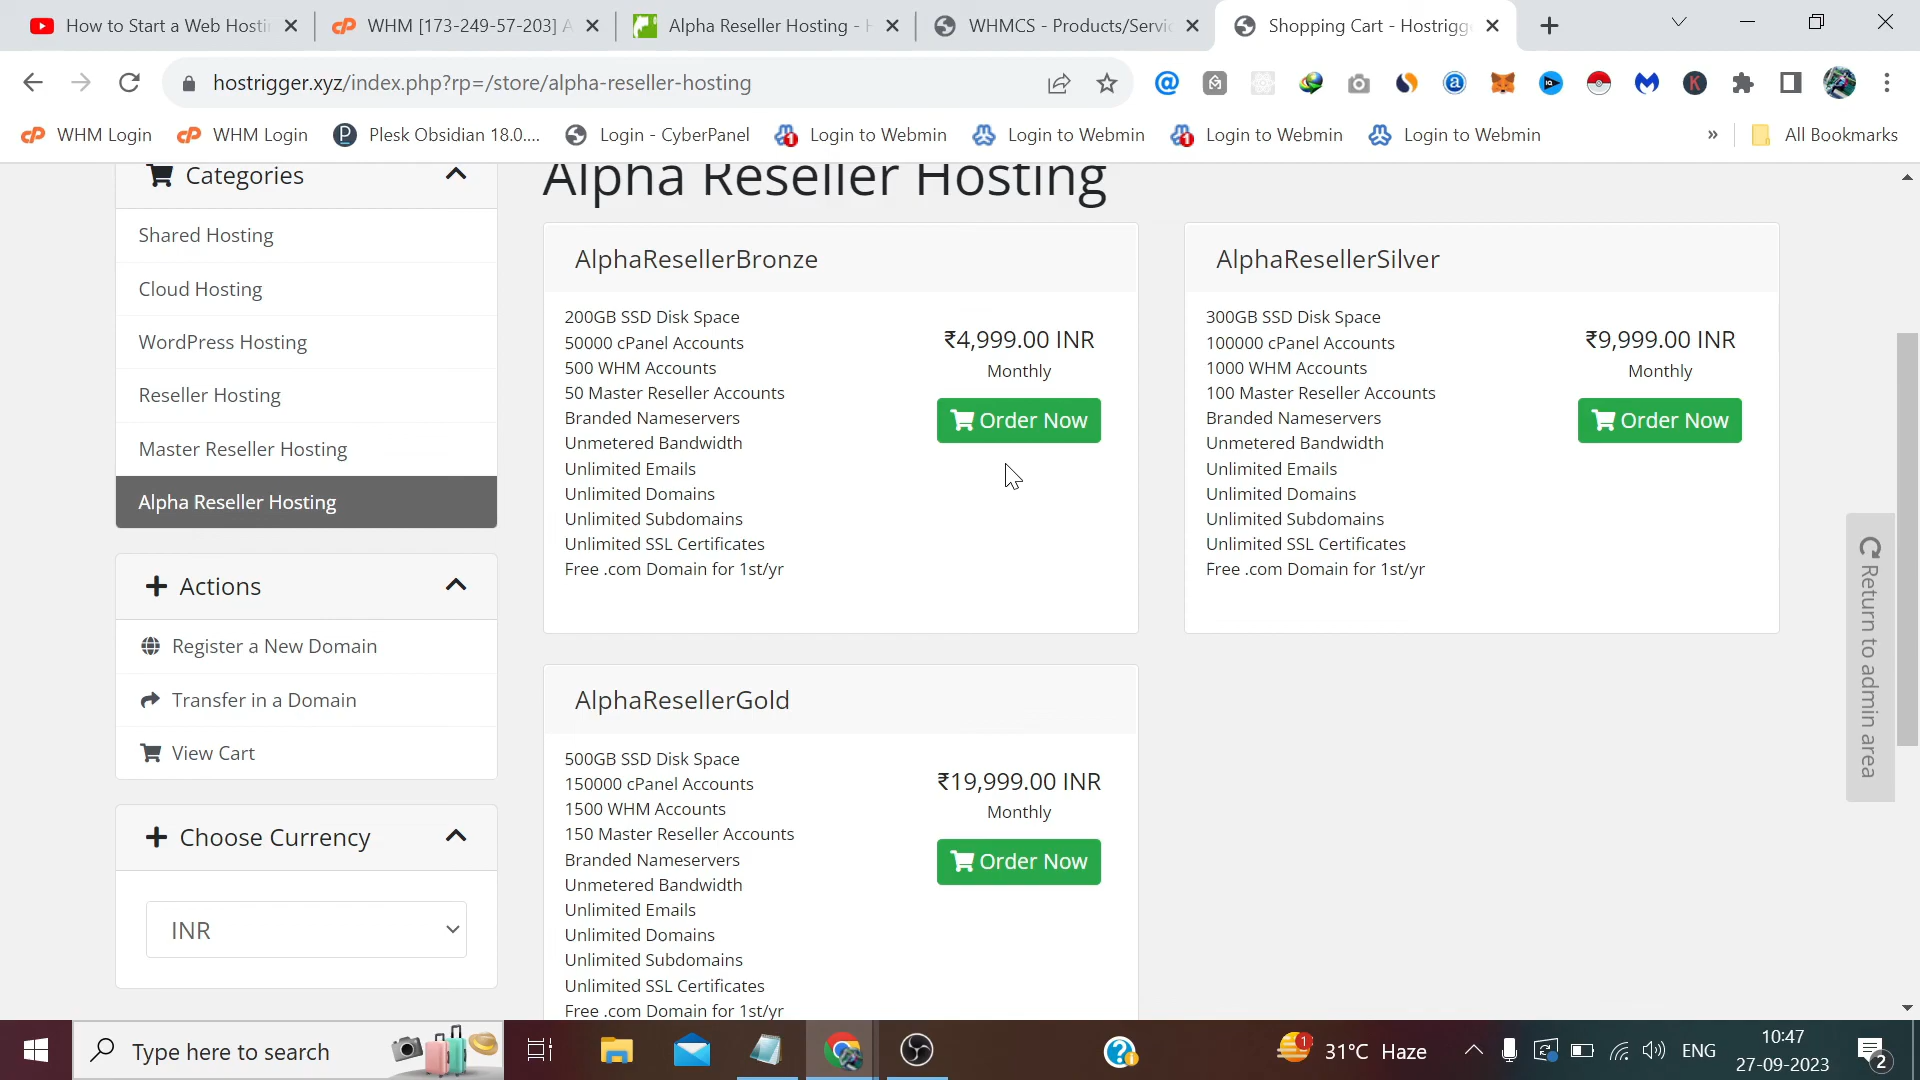 How to Start a Web Hosti
WHM [173-249-57-203] A
Alpha Reseller Hosting - H
WHMCS - Products/Servic
Shopping Cart - Hostrigge
hostrigger.xyz/index.php?rp=/store/alpha-reseller-hosting
WHM Login
WHM Login
Plesk Obsidian 18.0....
Login - CyberPanel
Login to Webmin
Login to Webmin
Login to Webmin
Login to Webmin
»
All Bookmarks
Categories
Shared Hosting
Cloud Hosting
WordPress Hosting
Reseller Hosting
Master Reseller Hosting
Alpha Reseller Hosting
Actions
Register a New Domain
Transfer in a Domain
View Cart
Choose Currency
INR
Alpha Reseller Hosting
AlphaResellerBronze
200GB SSD Disk Space
50000 cPanel Accounts
500 WHM Accounts
50 Master Reseller Accounts
Branded Nameservers
Unmetered Bandwidth
Unlimited Emails
Unlimited Domains
Unlimited Subdomains
Unlimited SSL Certificates
Free .com Domain for 1st/yr
₹4,999.00 INR
Monthly
Order Now
AlphaResellerSilver
300GB SSD Disk Space
100000 cPanel Accounts
1000 WHM Accounts
100 Master Reseller Accounts
Branded Nameservers
Unmetered Bandwidth
Unlimited Emails
Unlimited Domains
Unlimited Subdomains
Unlimited SSL Certificates
Free .com Domain for 1st/yr
₹9,999.00 INR
Monthly
Order Now
AlphaResellerGold
500GB SSD Disk Space
150000 cPanel Accounts
1500 WHM Accounts
150 Master Reseller Accounts
Branded Nameservers
Unmetered Bandwidth
Unlimited Emails
Unlimited Domains
Unlimited Subdomains
Unlimited SSL Certificates
Free .com Domain for 1st/yr
₹19,999.00 INR
Monthly
Order Now
Return to admin area
Type here to search
1
31°C Haze
ENG
10:47
27-09-2023
2